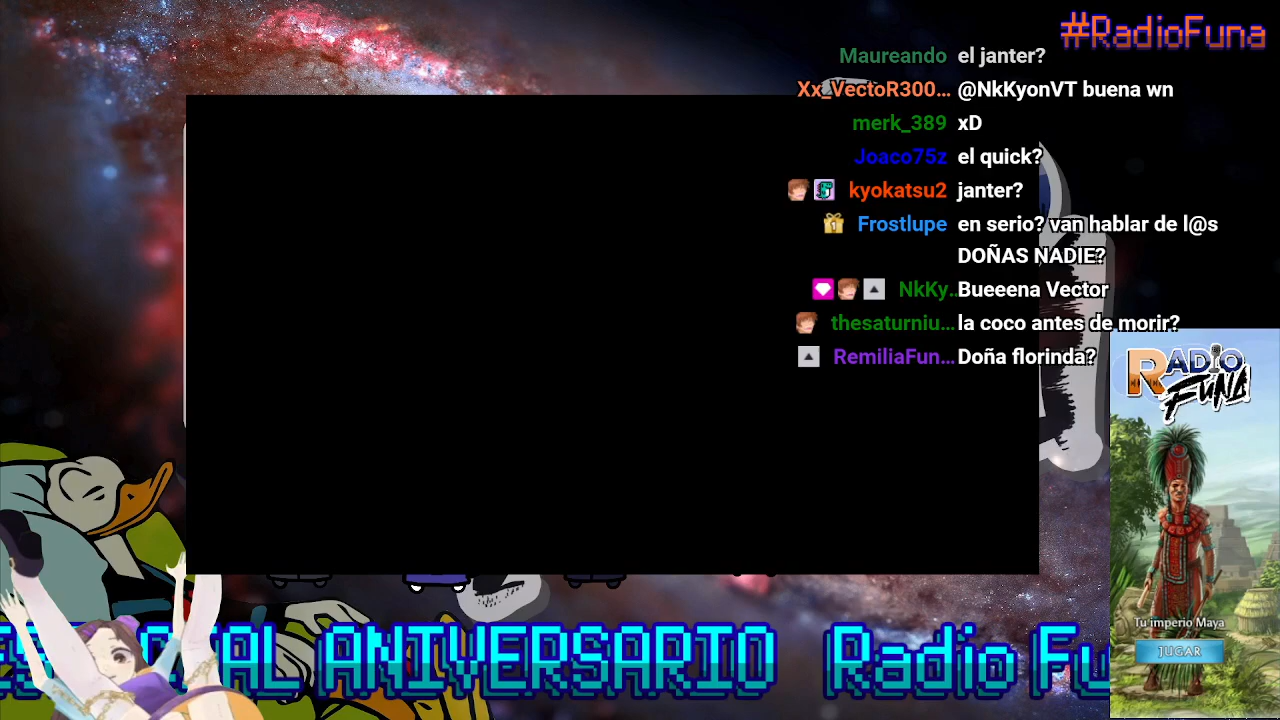 #RadioFuna
Maureando el janter?
Xx_VectoR300… @NkKyonVT buena wn
merk_389 xD
Joaco75z el quick?
kyokatsu2 janter?
Frostlupe en serio? van hablar de l@s
DOÑAS NADIE?
NkKy… Bueeena Vector
thesaturniu… la coco antes de morir?
RemiliaFun… Doña florinda?
RADIO
FUNA
Tu imperio Maya
JUGAR
ANIVERSARIO Radio Fu